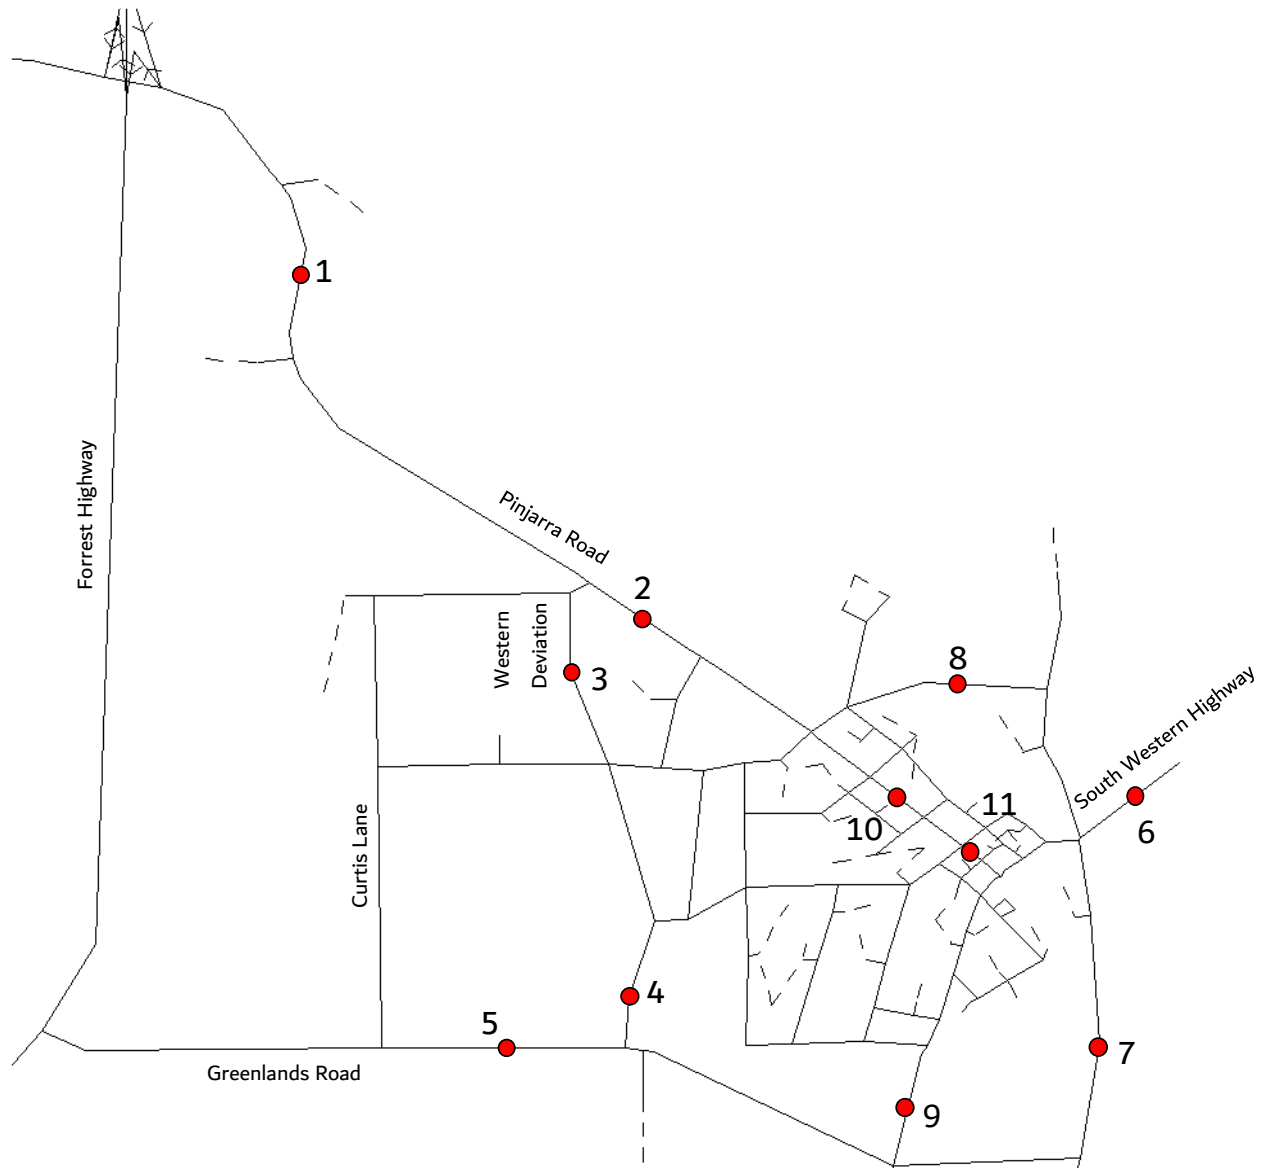 1
Forrest Highway
Pinjarra Road
2
Western
Deviation
3
8
South Western Highway
11
10
6
Curtis Lane
4
5
7
Greenlands Road
9